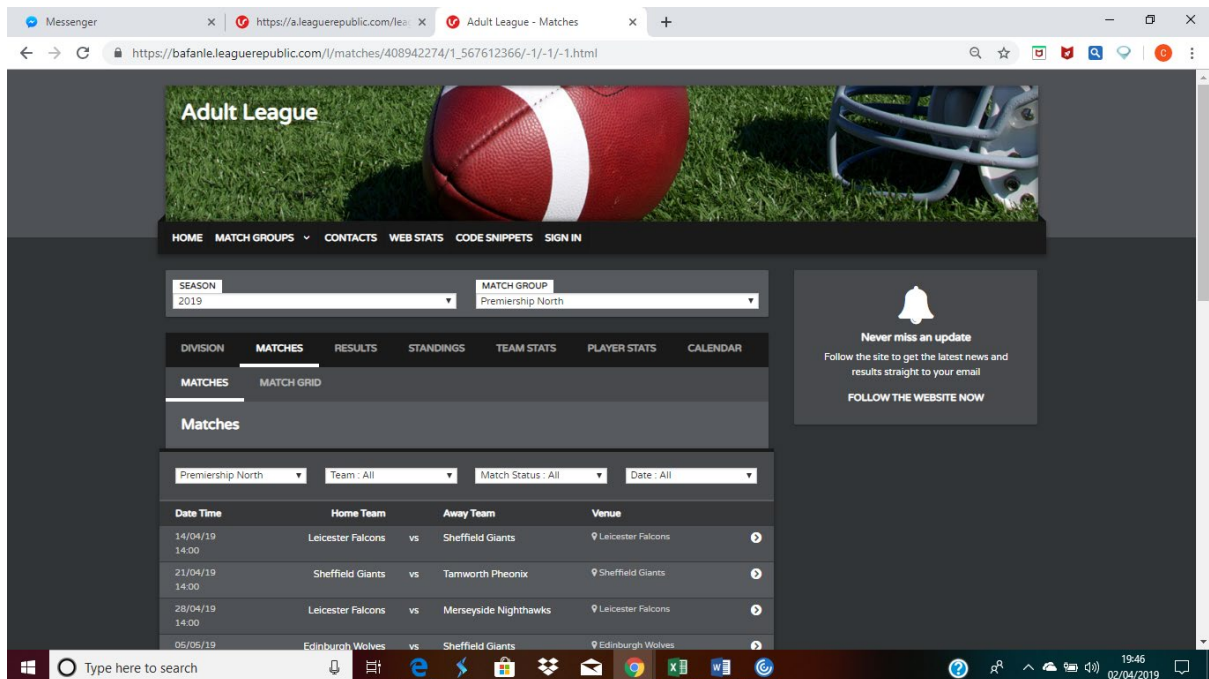 Messenger
https://a.leaguerepublic.com/lea
Adult League - Matches
https://bafanle.leaguerepublic.com/l/matches/408942274/1_567612366/-1/-1/-1.html
C
Adult League
HOME MATCH GROUPS CONTACTS WEB STATS CODE SNIPPETS SIGN IN
SEASON
2019
MATCH GROUP
Premiership North
Never miss an update
Follow the site to get the latest news and
results straight to your email
FOLLOW THE WEBSITE NOW
DIVISION MATCHES RESULTS STANDINGS TEAM STATS PLAYER STATS CALENDAR
MATCHES MATCH GRID
Matches
Premiership North Team : All Match Status : All Date : All
Date Time Home Team Away Team Venue
14/04/19 Leicester Falcons vs Sheffield Giants Leicester Falcons
14:00
21/04/19 Sheffield Giants vs Tamworth Pheonix Sheffield Giants
14:00
28/04/19 Leicester Falcons vs Merseyside Nighthawks Leicester Falcons
14:00
05/05/19 Edinburgh Wolves vs Sheffield Giants Edinburgh Wolves
Type here to search
19:46
02/04/2019